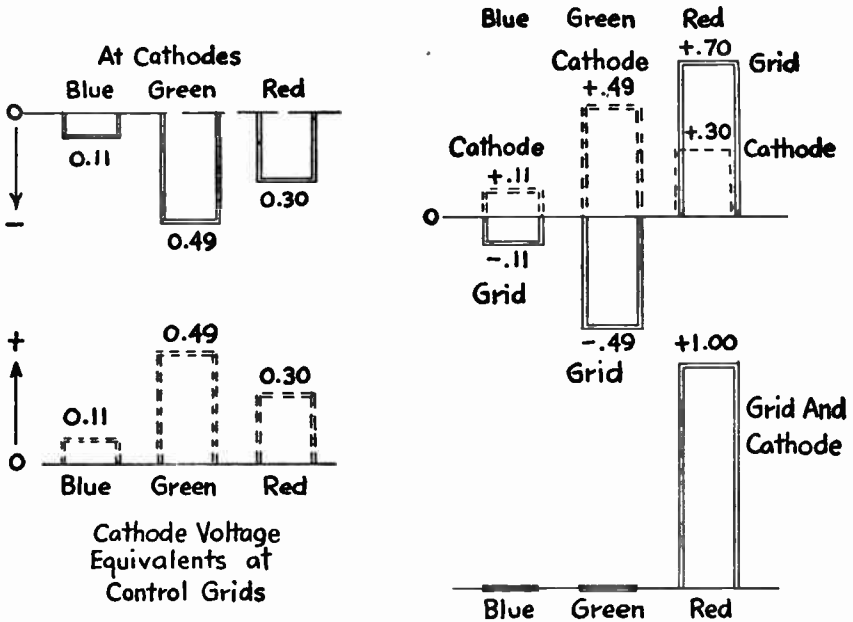 At Cathodes
Blue Green Red
O
0.11
0.49
0.30
–
+
0.49
0.30
0.11
O
Blue Green Red
Cathode Voltage
Equivalents at
Control Grids
Blue Green Red
+.70
Cathode
Grid
+.49
+.30
Cathode
Cathode
+.11
O
-.11
Grid
-.49
+1.00
Grid
Grid And
Cathode
Blue Green Red